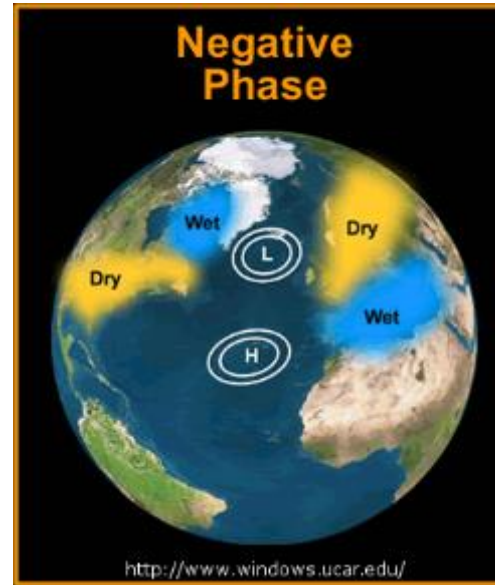 Negative
Phase
Wet
L
Dry
Dry
Wet
H
http://www.windows.ucar.edu/